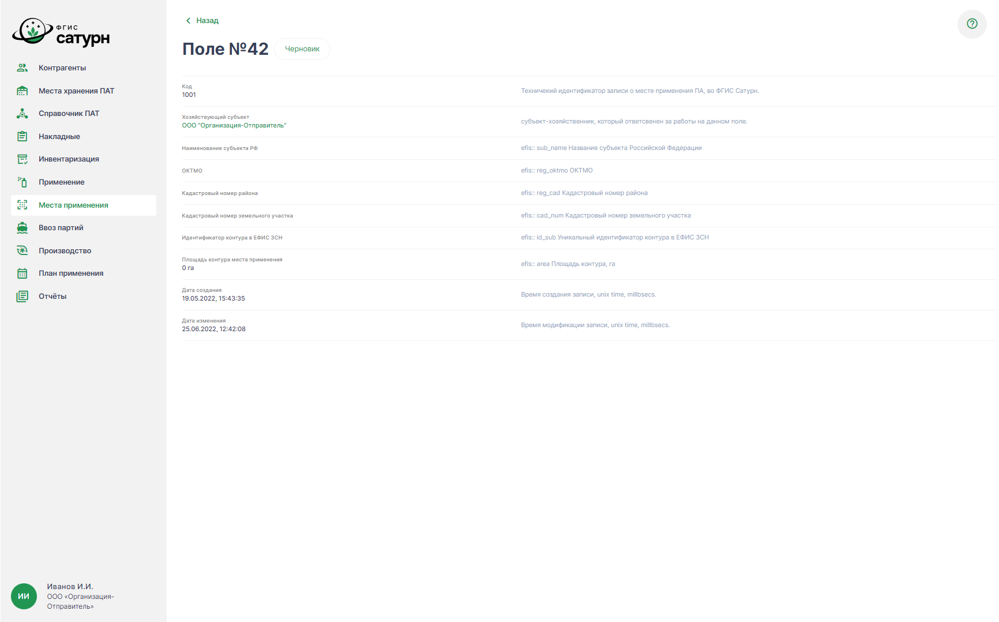 ФГИС
сатурн
Контрагенты
Места хранения ПАТ
Справочник ПАТ
Накладные
Инвентаризация
Применение
Места применения
Ввоз партий
Производство
План применения
Отчёты
ИИ
Иванов И.И.
ООО «Организация-
Отправитель»
Назад
Поле №42
Черновик
Код
1001
Техничекий идентификатор записи о месте применения ПА, во ФГИС Сатурн.
Хозяйствующий субъект
ООО "Организация-Отправитель"
субъект-хозяйственник, который ответсвенен за работы на данном поле.
Наименование субъекта РФ
efis:: sub_name Название субъекта Российской Федерации
ОКТМО
efis:: reg_oktmo ОКТМО
Кадастровый номер района
efis:: reg_cad Кадастровый номер района
Кадастровый номер земельного участка
efis:: cad_num Кадастровый номер земельного участка
Идентификатор контура в ЕФИС ЗСН
efis:: id_sub Уникальный идентификатор контура в ЕФИС ЗСН
Площадь контура места применения
0 га
efis:: area Площадь контура, га
Дата создания
19.05.2022, 15:43:35
Время создания записи, unix time, millbsecs.
Дата изменения
25.06.2022, 12:42:08
Время модификации записи, unix time, millbsecs.